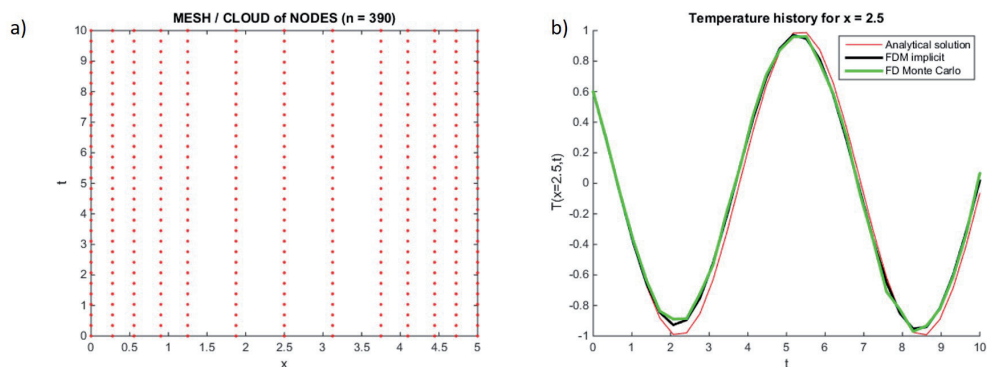 a)
MESH / CLOUD of NODES (n = 390)
10
9
8
7
6
5
4
3
2
1
0
t
0 0.5 1 1.5 2 2.5 3 3.5 4 4.5 5
x
b)
Temperature history for x = 2.5
Analytical solution
FDM implicit
FD Monte Carlo
1
0.8
0.6
0.4
0.2
0
-0.2
-0.4
-0.6
-0.8
-1
T(x=2.5,t)
0 1 2 3 4 5 6 7 8 9 10
t